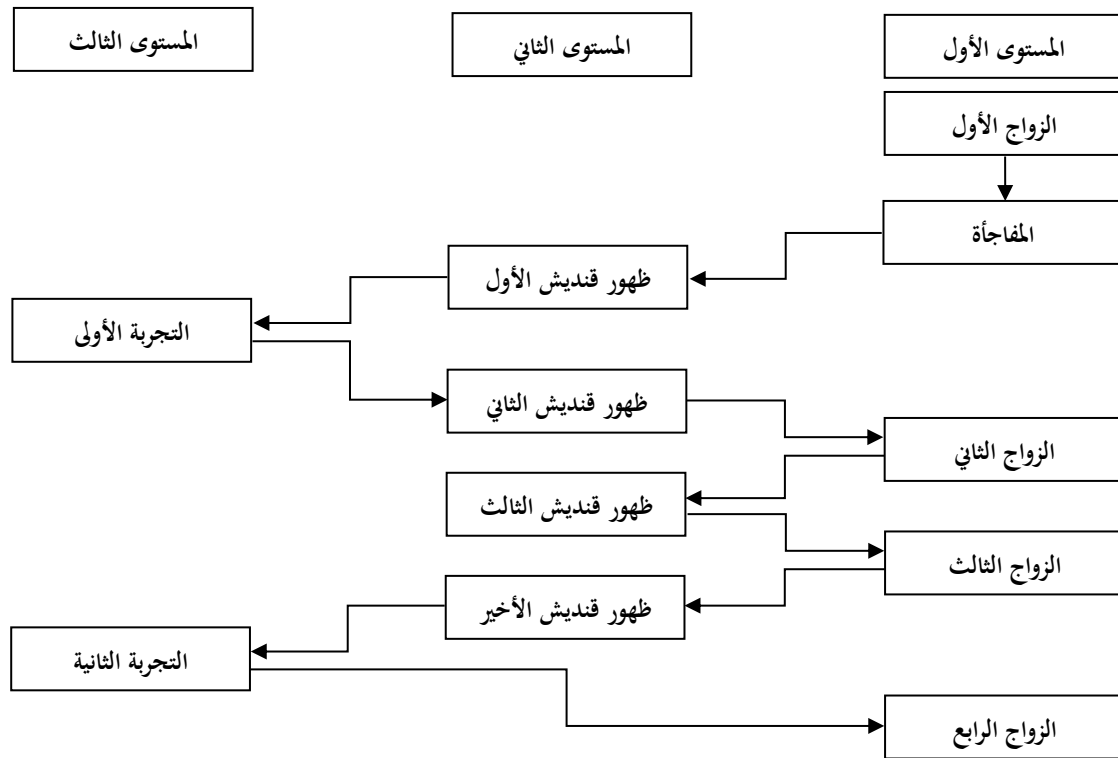 المستوى الأول
المستوى الثاني
المستوى الثالث
الزواج الأول
المفاجأة
ظهور قنديش الأول
التجربة الأولى
ظهور قنديش الثاني
الزواج الثاني
ظهور قنديش الثالث
الزواج الثالث
ظهور قنديش الأخير
التجربة الثانية
الزواج الرابع